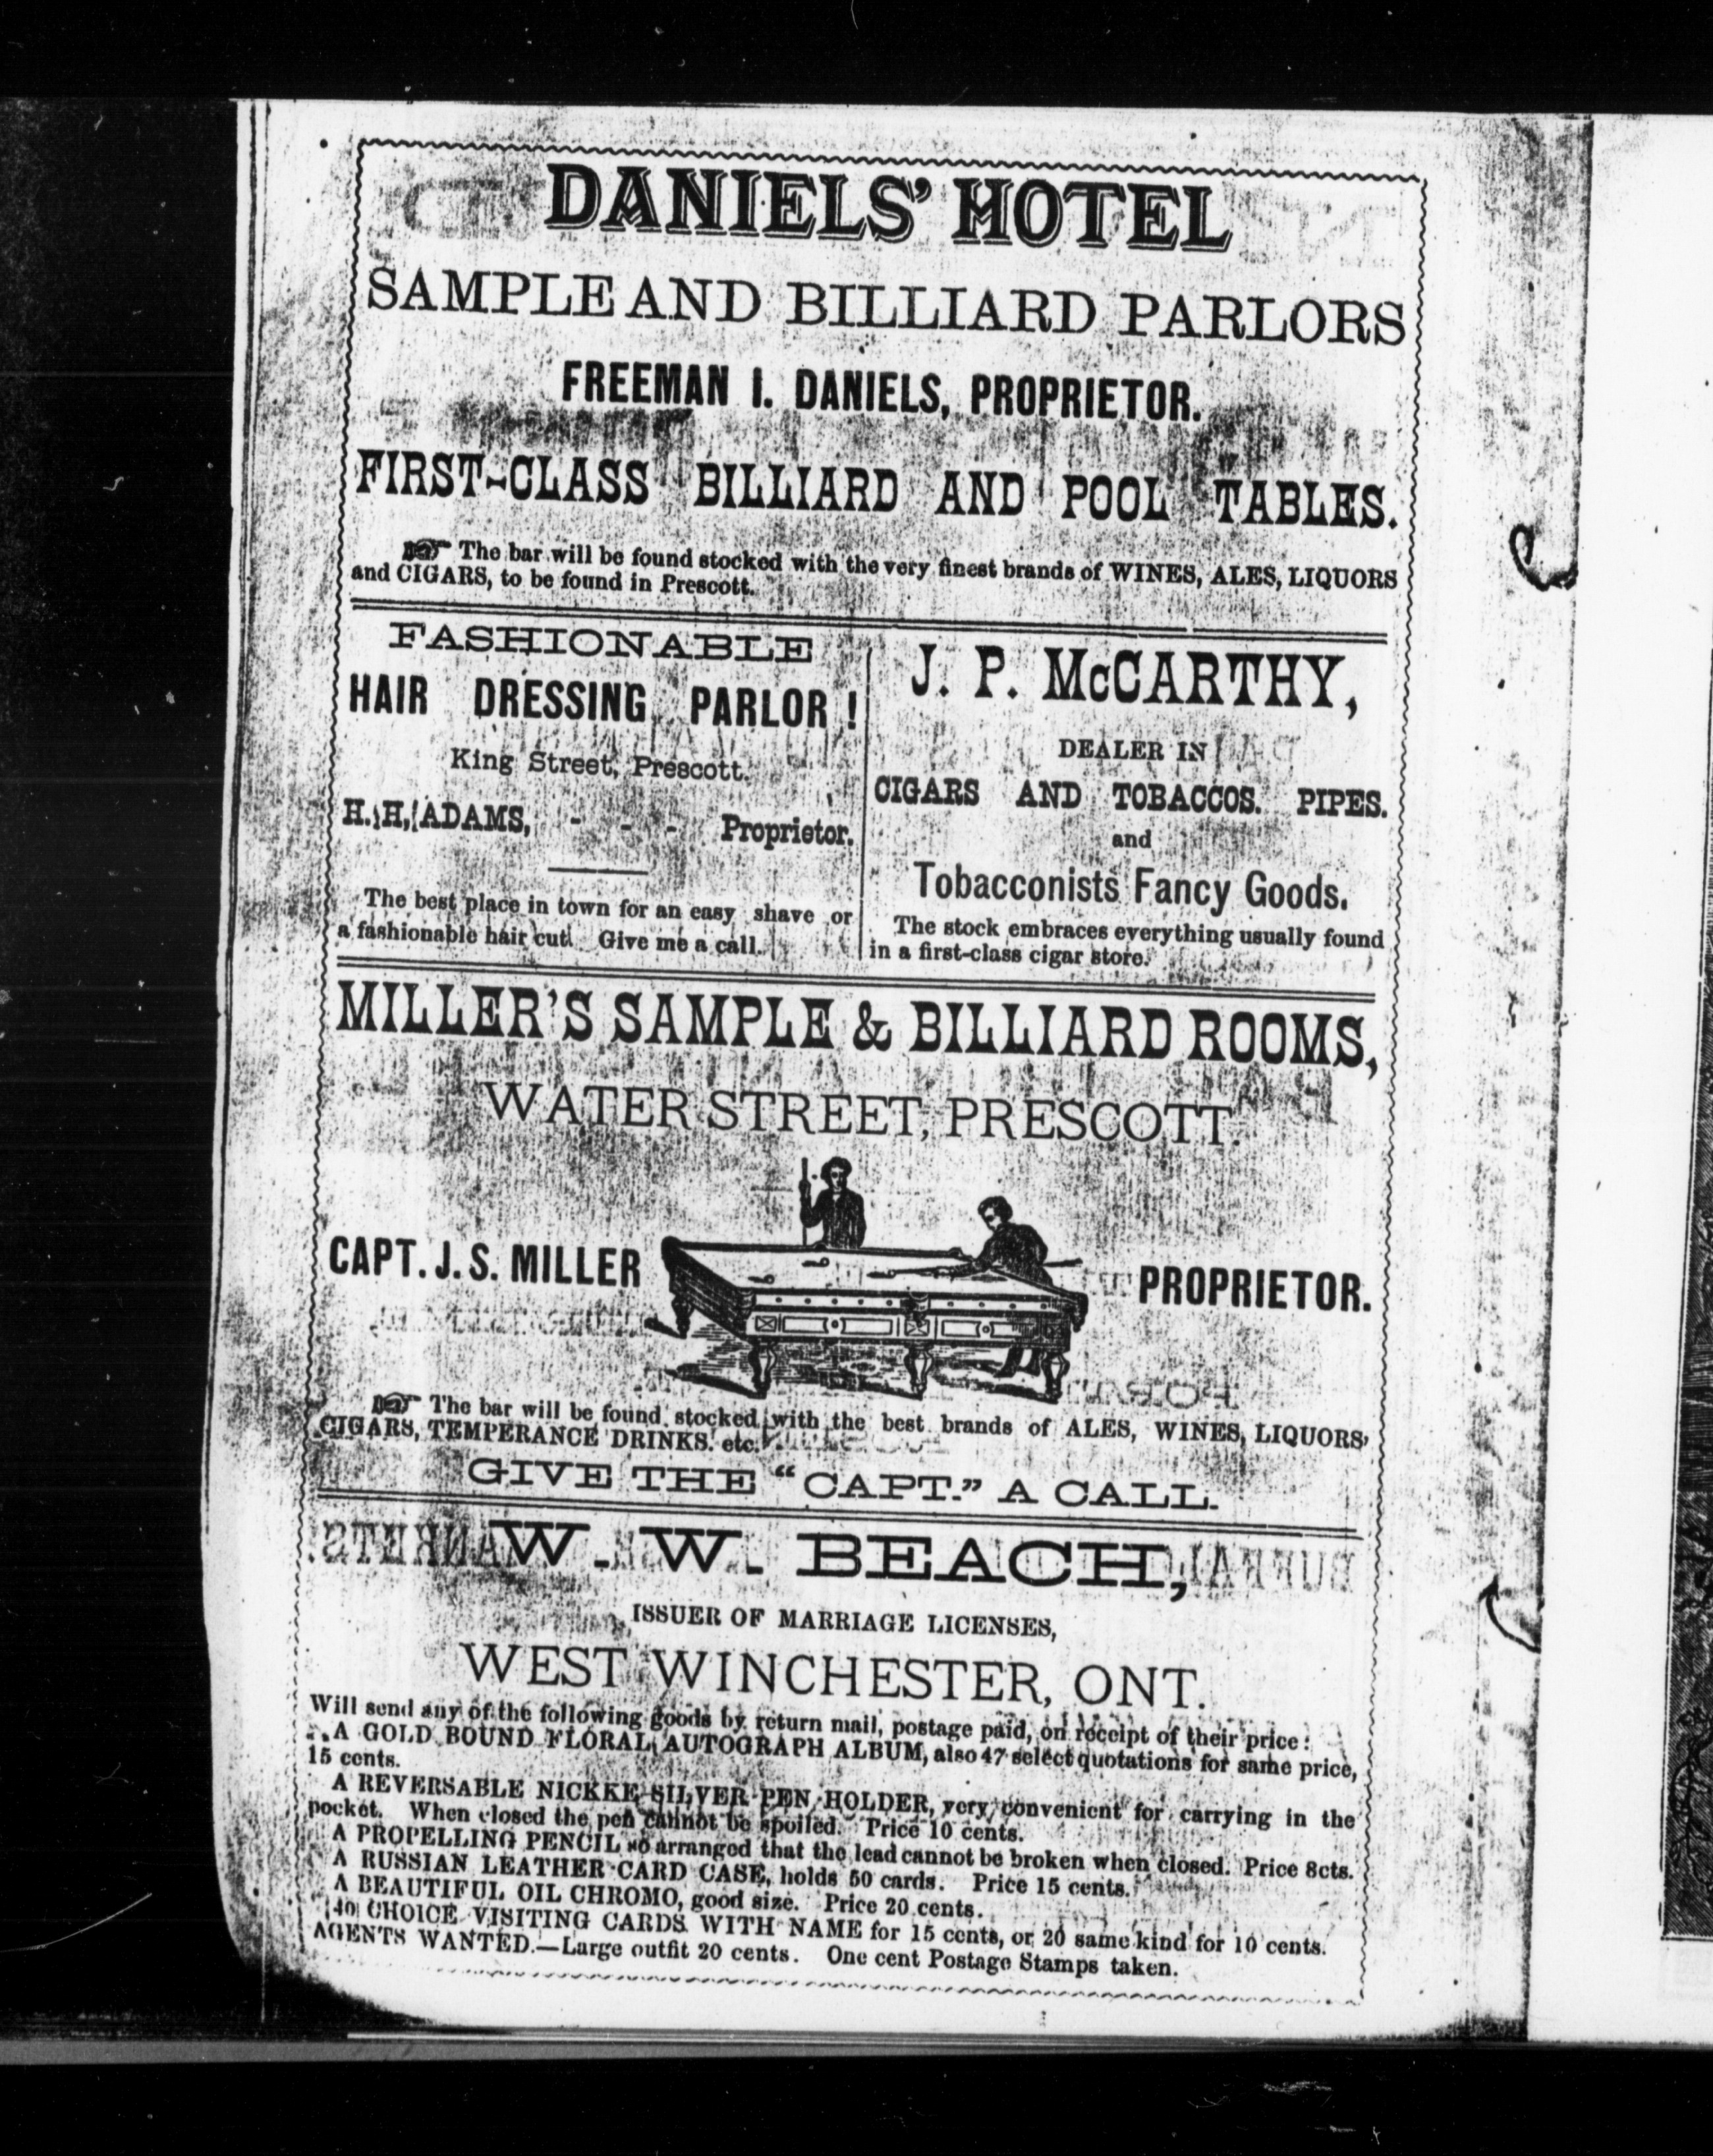 DANIELS' HOTEL
SAMPLE AND BILLIARD PARLORS
FREEMAN I. DANIELS, PROPRIETOR.
FIRST-CLASS BILLIARD AND POOL TABLES.
The bar will be found stocked with the very finest brands of WINES, ALES, LIQUORS
and CIGARS, to be found in Prescott.
FASHIONABLE
HAIR DRESSING PARLOR!
King Street, Prescott.
H. H. ADAMS, - - - Proprietor.
The best place in town for an easy shave or
a fashionable hair cut. Give me a call.
J. P. McCARTHY,
DEALER IN
CIGARS AND TOBACCOS. PIPES.
and
Tobacconists Fancy Goods.
The stock embraces everything usually found
in a first-class cigar store.
MILLER'S SAMPLE & BILLIARD ROOMS,
WATER STREET, PRESCOTT.
CAPT. J. S. MILLER PROPRIETOR.
The bar will be found stocked with the best brands of ALES, WINES, LIQUORS,
CIGARS, TEMPERANCE DRINKS. etc.
GIVE THE "CAPT." A CALL.
W. W. BEACH,
ISSUER OF MARRIAGE LICENSES,
WEST WINCHESTER, ONT.
Will send any of the following goods by return mail, postage paid, on receipt of their price:
A GOLD BOUND FLORAL AUTOGRAPH ALBUM, also 47 select quotations for same price,
15 cents.
A REVERSABLE NICKKE SILVER PEN HOLDER, very convenient for carrying in the
pocket. When closed the pen cannot be spoiled. Price 10 cents.
A PROPELLING PENCIL so arranged that the lead cannot be broken when closed. Price 8cts.
A RUSSIAN LEATHER CARD CASE, holds 50 cards. Price 15 cents.
A BEAUTIFUL OIL CHROMO, good size. Price 20 cents.
40 CHOICE VISITING CARDS WITH NAME for 15 cents, or 20 same kind for 10 cents.
AGENTS WANTED.—Large outfit 20 cents. One cent Postage Stamps taken.